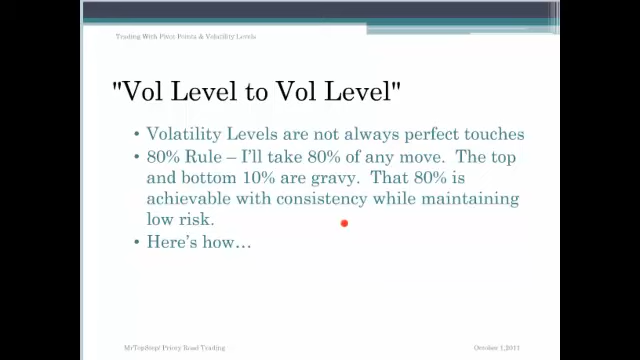 Trading With Pivot Points & Volatility Levels
"Vol Level to Vol Level"
• Volatility Levels are not always perfect touches
• 80% Rule – I'll take 80% of any move. The top
and bottom 10% are gravy. That 80% is
achievable with consistency while maintaining
low risk.
• Here's how…
MrTopStep/ Priory Road Trading
October 1,2011